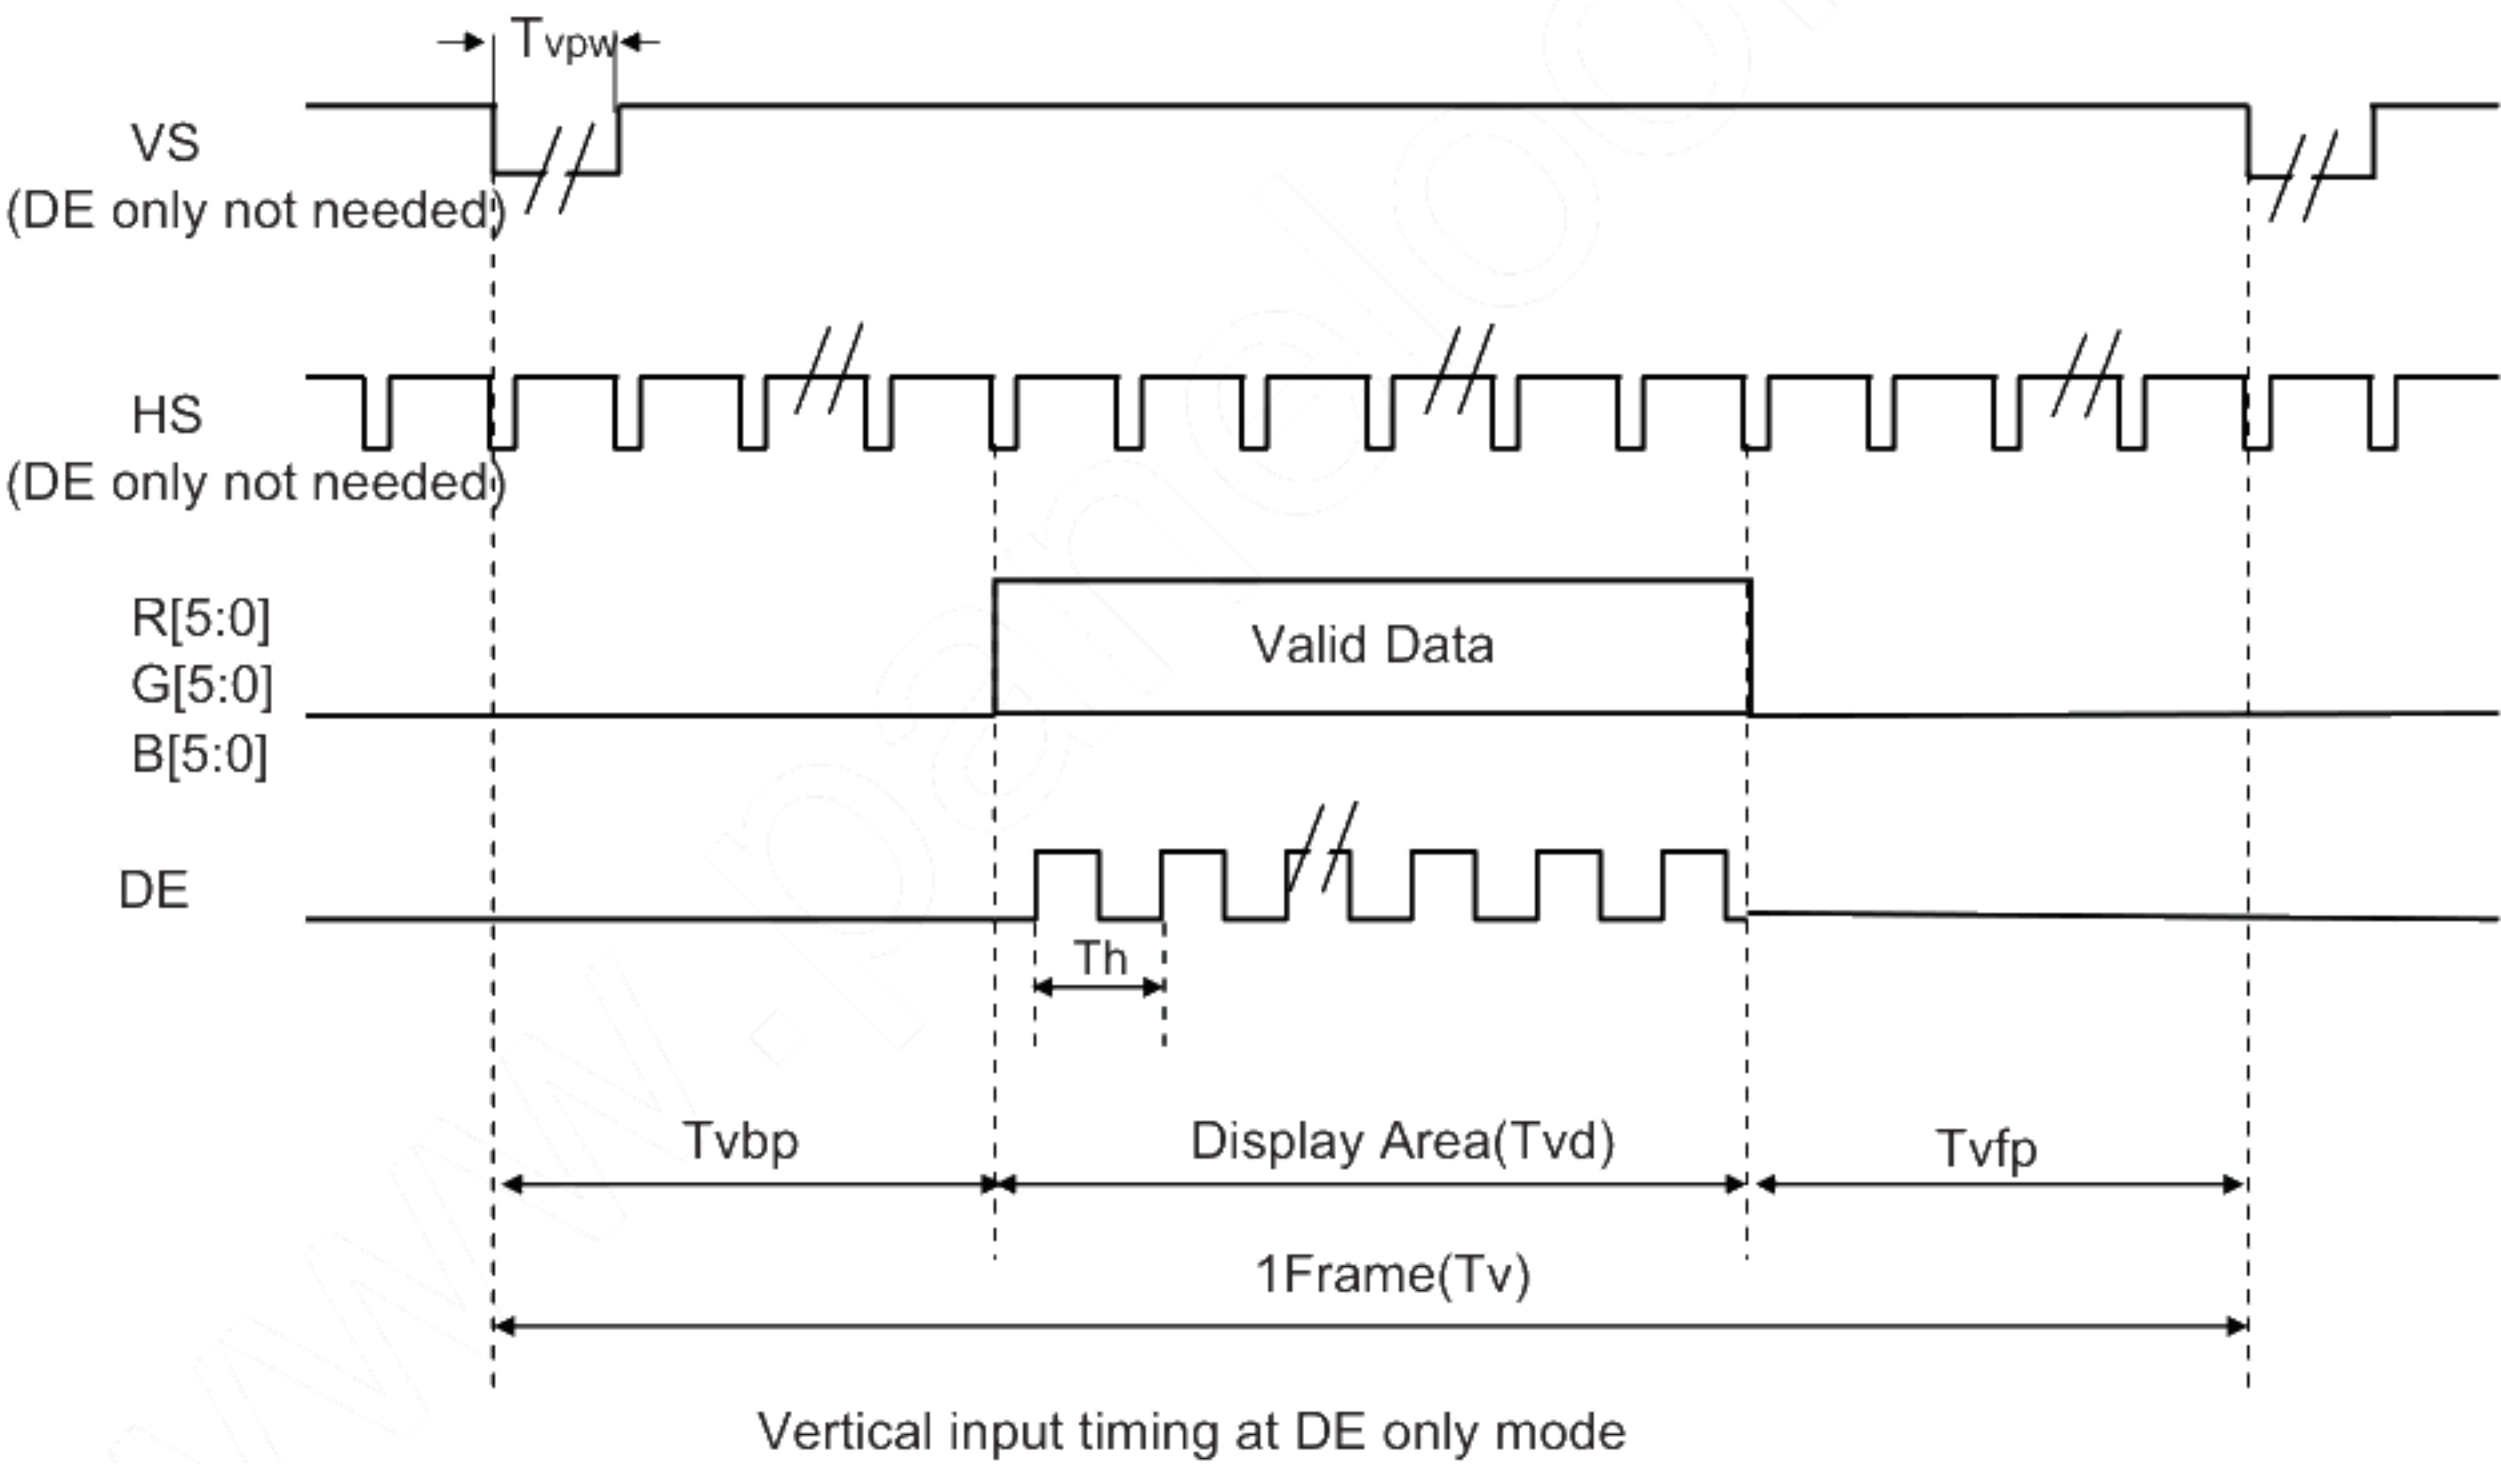 Tvpw
VS
(DE only not needed)
HS
(DE only not needed)
R[5:0]
G[5:0]
B[5:0]
Valid Data
DE
Th
Tvbp
Display Area(Tvd)
Tvfp
1Frame(Tv)
Vertical input timing at DE only mode